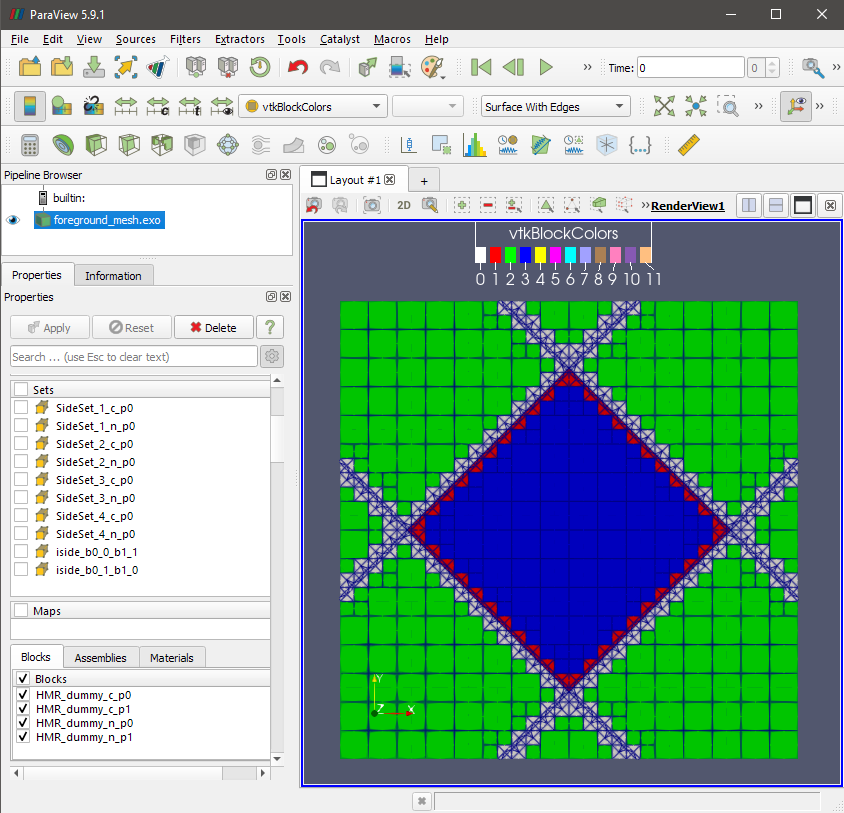 ParaView 5.9.1
File Edit View Sources Filters Extractors Tools Catalyst Macros Help
Time: 0 0
vtkBlockColors Surface With Edges
Pipeline Browser
builtin:
foreground_mesh.exo
Properties Information
Properties
Apply Reset Delete ?
Search ... (use Esc to clear text)
Sets
SideSet_1_c_p0
SideSet_1_n_p0
SideSet_2_c_p0
SideSet_2_n_p0
SideSet_3_c_p0
SideSet_3_n_p0
SideSet_4_c_p0
SideSet_4_n_p0
iside_b0_0_b1_1
iside_b0_1_b1_0
Maps
Blocks Assemblies Materials
Blocks
HMR_dummy_c_p0
HMR_dummy_c_p1
HMR_dummy_n_p0
HMR_dummy_n_p1
Layout #1 +
2D RenderView1
vtkBlockColors
0 1 2 3 4 5 6 7 8 9 10 11
Y
Z X